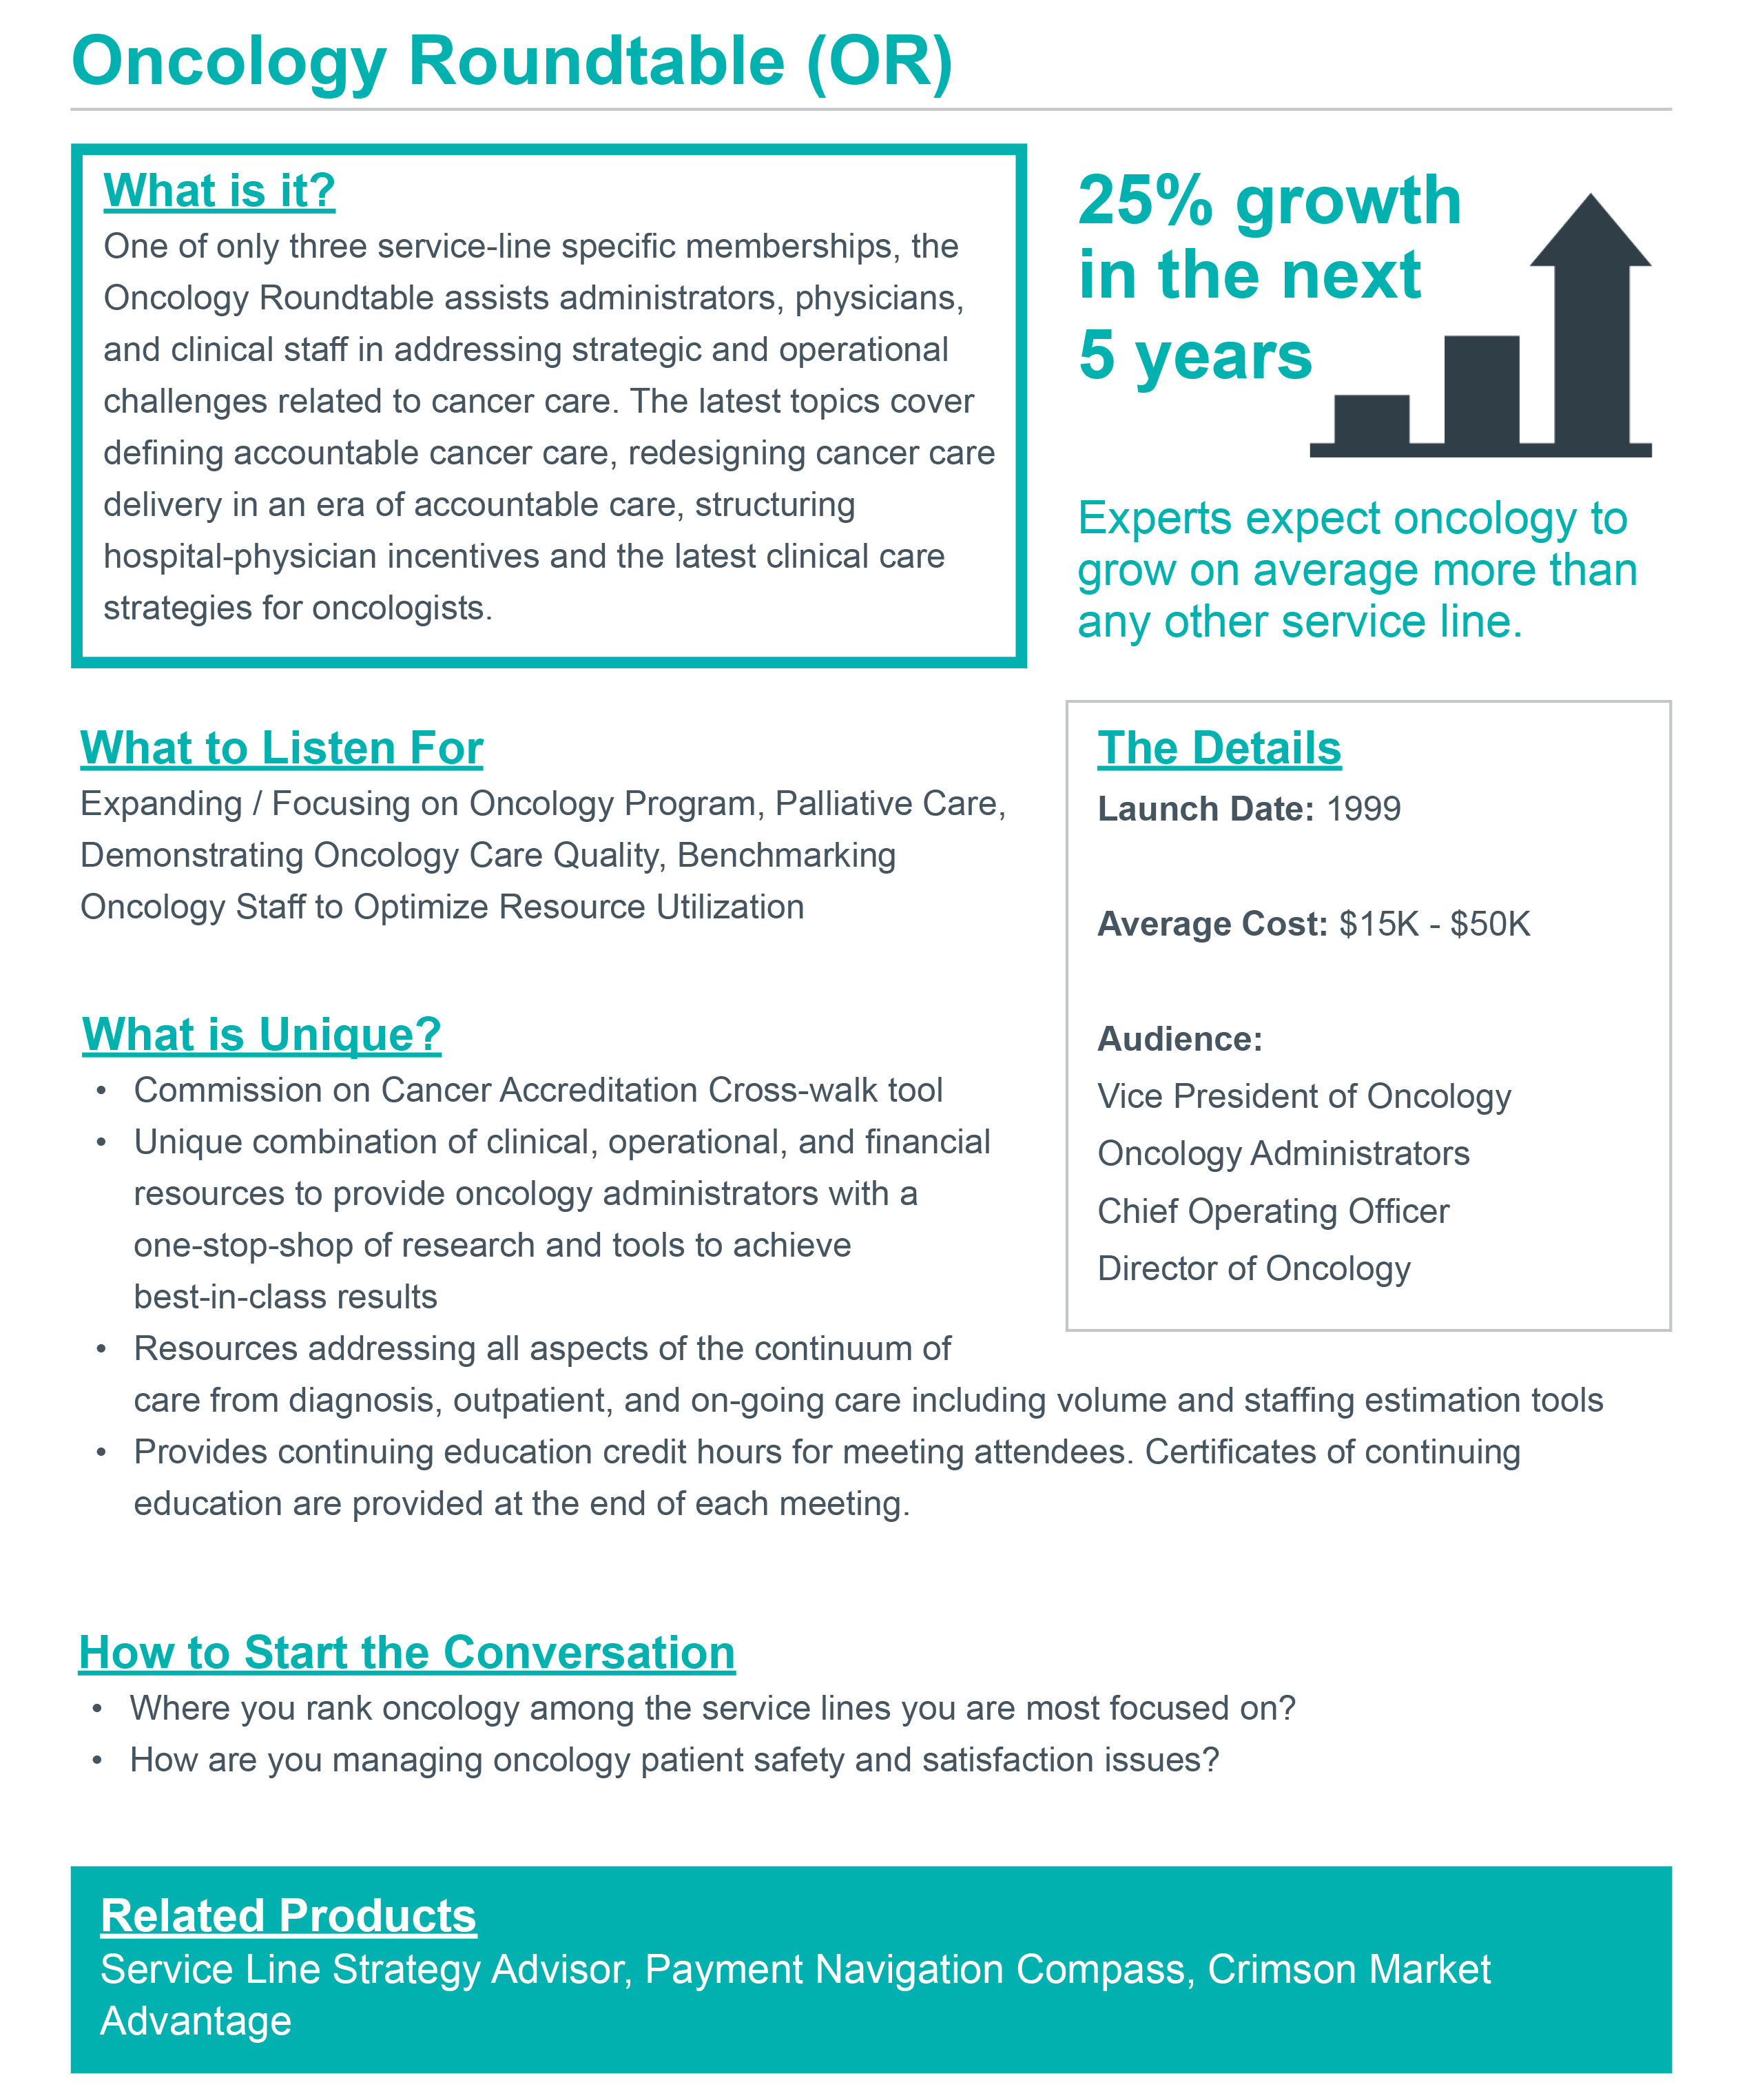 Oncology Roundtable (OR)
What is it?
One of only three service-line specific memberships, the
Oncology Roundtable assists administrators, physicians,
and clinical staff in addressing strategic and operational
challenges related to cancer care. The latest topics cover
defining accountable cancer care, redesigning cancer care
delivery in an era of accountable care, structuring
hospital-physician incentives and the latest clinical care
strategies for oncologists.
25% growth
in the next
5 years
Experts expect oncology to
grow on average more than
any other service line.
What to Listen For
Expanding / Focusing on Oncology Program, Palliative Care,
Demonstrating Oncology Care Quality, Benchmarking
Oncology Staff to Optimize Resource Utilization
The Details
Launch Date: 1999
Average Cost: $15K - $50K
Audience:
Vice President of Oncology
Oncology Administrators
Chief Operating Officer
Director of Oncology
What is Unique?
• Commission on Cancer Accreditation Cross-walk tool
• Unique combination of clinical, operational, and financial
resources to provide oncology administrators with a
one-stop-shop of research and tools to achieve
best-in-class results
• Resources addressing all aspects of the continuum of
care from diagnosis, outpatient, and on-going care including volume and staffing estimation tools
• Provides continuing education credit hours for meeting attendees. Certificates of continuing
education are provided at the end of each meeting.
How to Start the Conversation
• Where you rank oncology among the service lines you are most focused on?
• How are you managing oncology patient safety and satisfaction issues?
Related Products
Service Line Strategy Advisor, Payment Navigation Compass, Crimson Market
Advantage